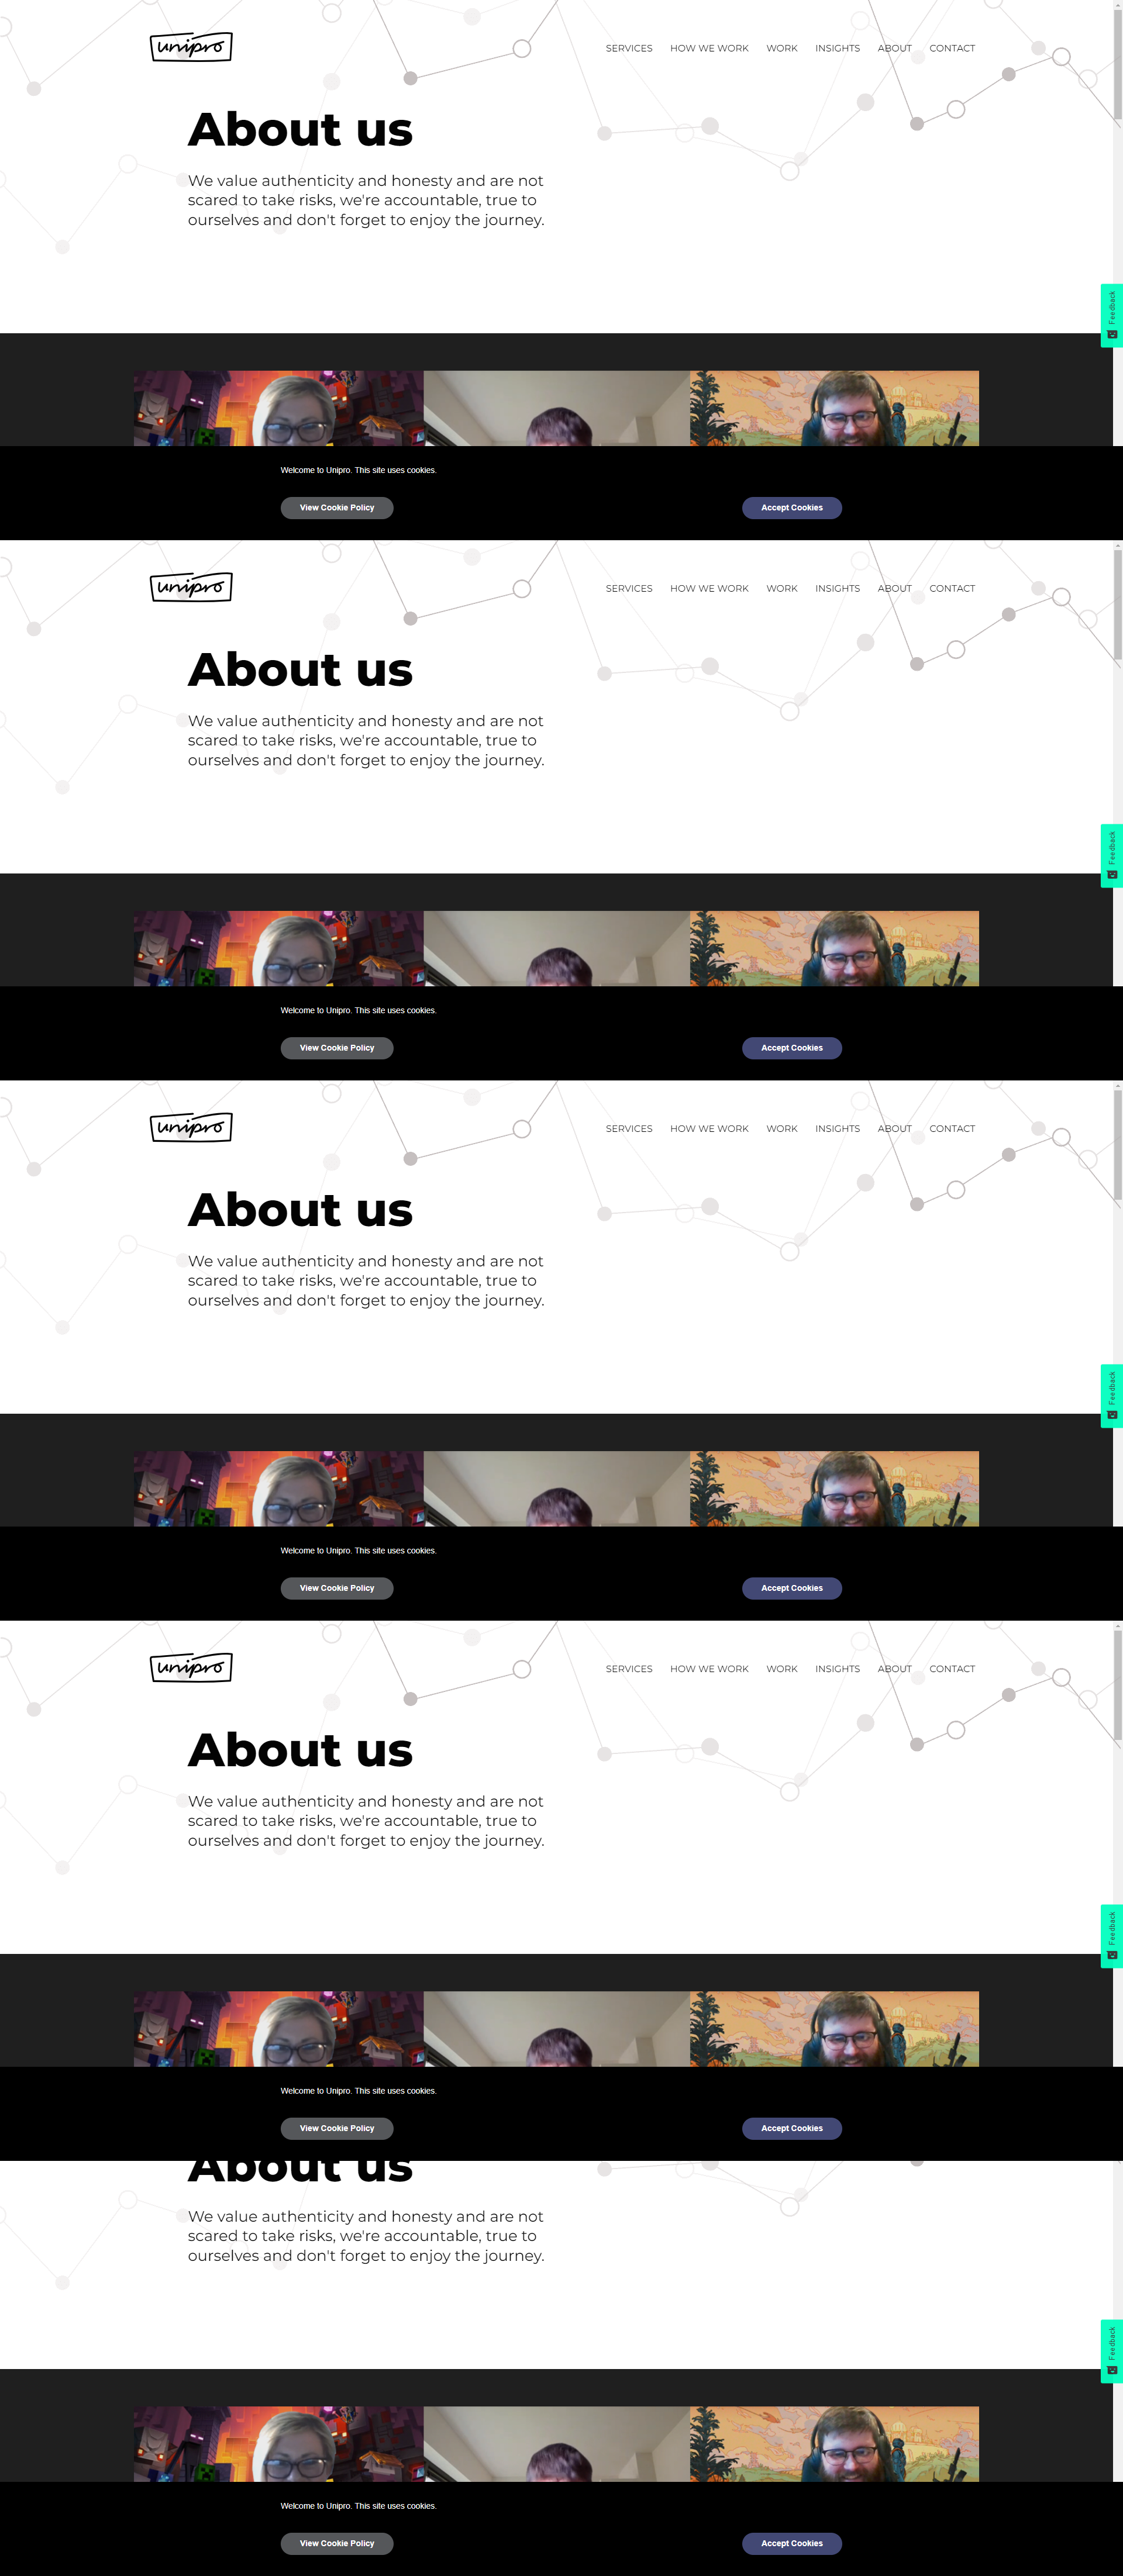 unipro
SERVICES HOW WE WORK WORK INSIGHTS ABOUT CONTACT
About us
We value authenticity and honesty and are not
scared to take risks, we're accountable, true to
ourselves and don't forget to enjoy the journey.
Feedback
Welcome to Unipro. This site uses cookies.
View Cookie Policy Accept Cookies
unipro
SERVICES HOW WE WORK WORK INSIGHTS ABOUT CONTACT
About us
We value authenticity and honesty and are not
scared to take risks, we're accountable, true to
ourselves and don't forget to enjoy the journey.
Feedback
Welcome to Unipro. This site uses cookies.
View Cookie Policy Accept Cookies
unipro
SERVICES HOW WE WORK WORK INSIGHTS ABOUT CONTACT
About us
We value authenticity and honesty and are not
scared to take risks, we're accountable, true to
ourselves and don't forget to enjoy the journey.
Feedback
Welcome to Unipro. This site uses cookies.
View Cookie Policy Accept Cookies
unipro
SERVICES HOW WE WORK WORK INSIGHTS ABOUT CONTACT
About us
We value authenticity and honesty and are not
scared to take risks, we're accountable, true to
ourselves and don't forget to enjoy the journey.
Feedback
Welcome to Unipro. This site uses cookies.
View Cookie Policy Accept Cookies
About us
We value authenticity and honesty and are not
scared to take risks, we're accountable, true to
ourselves and don't forget to enjoy the journey.
Feedback
Welcome to Unipro. This site uses cookies.
View Cookie Policy Accept Cookies